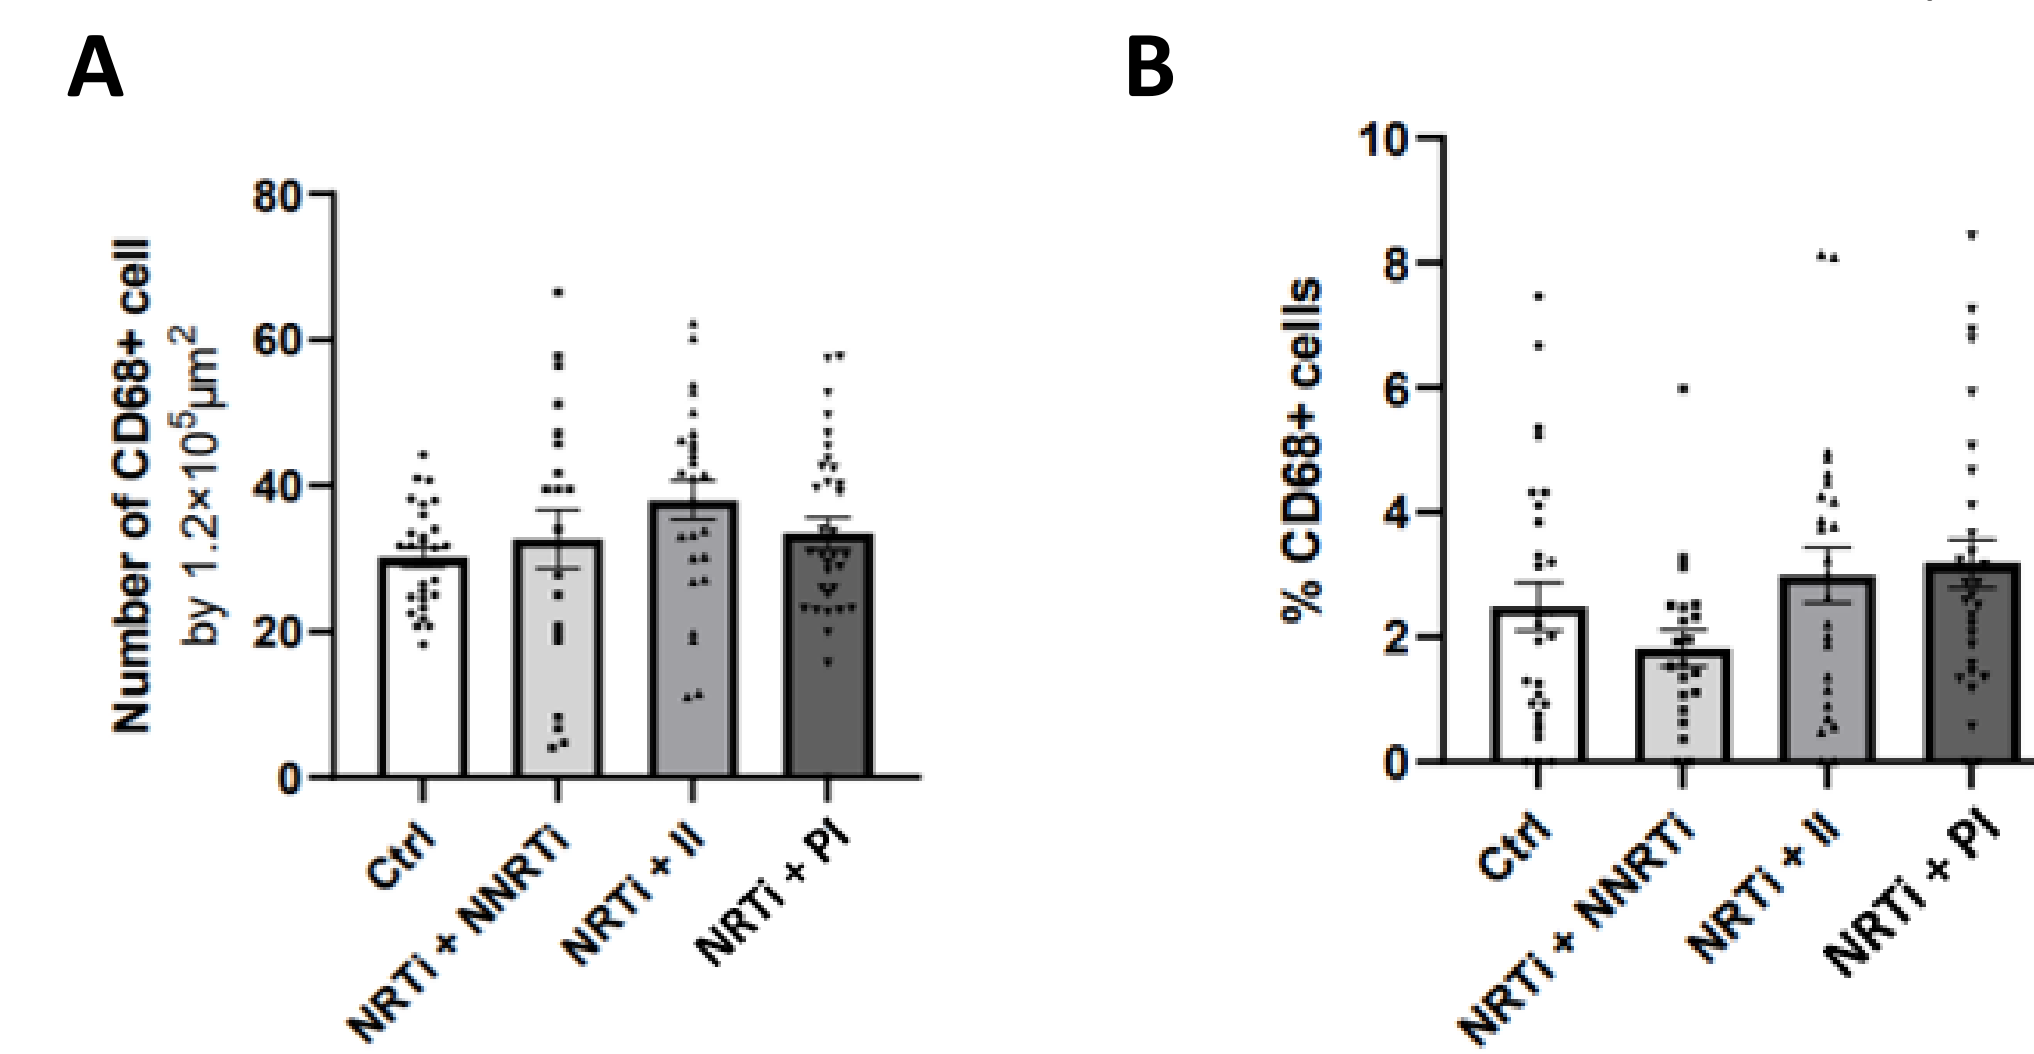 A
B
Number of CD68+ cell
by 1.2×10⁵µm²
80
60
40
20
0
Ctrl
NRTi + NNRTi
NRTi + II
NRTi + PI
% CD68+ cells
10
8
6
4
2
0
Ctrl
NRTi + NNRTi
NRTi + II
NRTi + PI